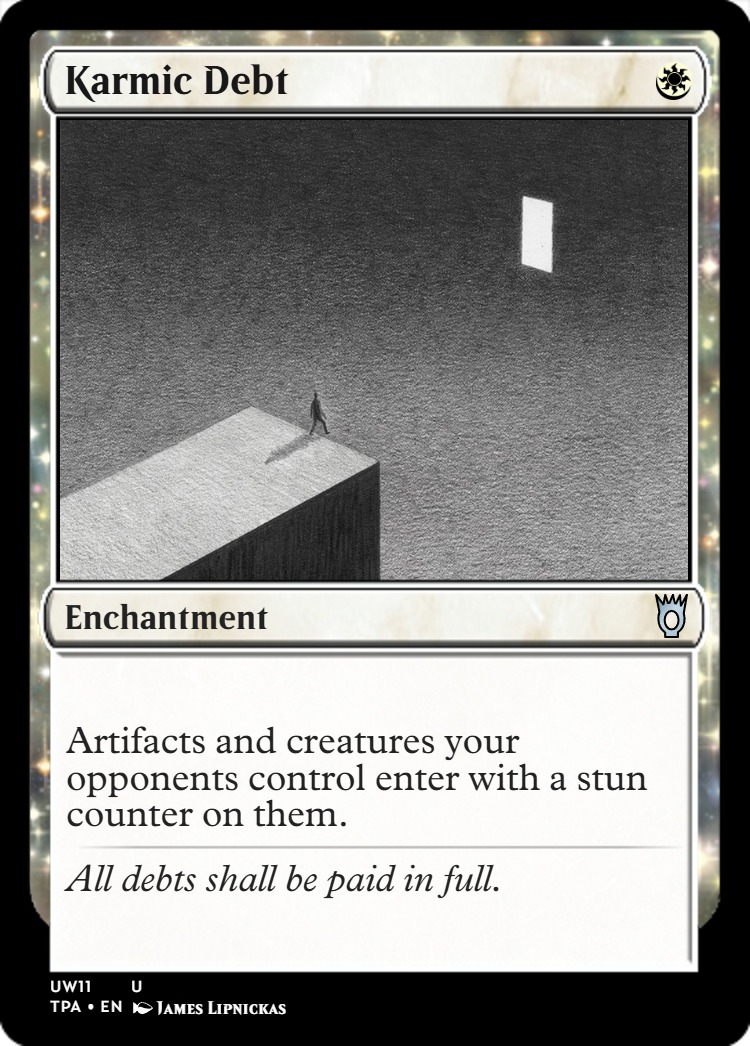 Karmic Debt
Enchantment
Artifacts and creatures your
opponents control enter with a stun
counter on them.
All debts shall be paid in full.
UW11 U
TPA • EN James Lipnickas